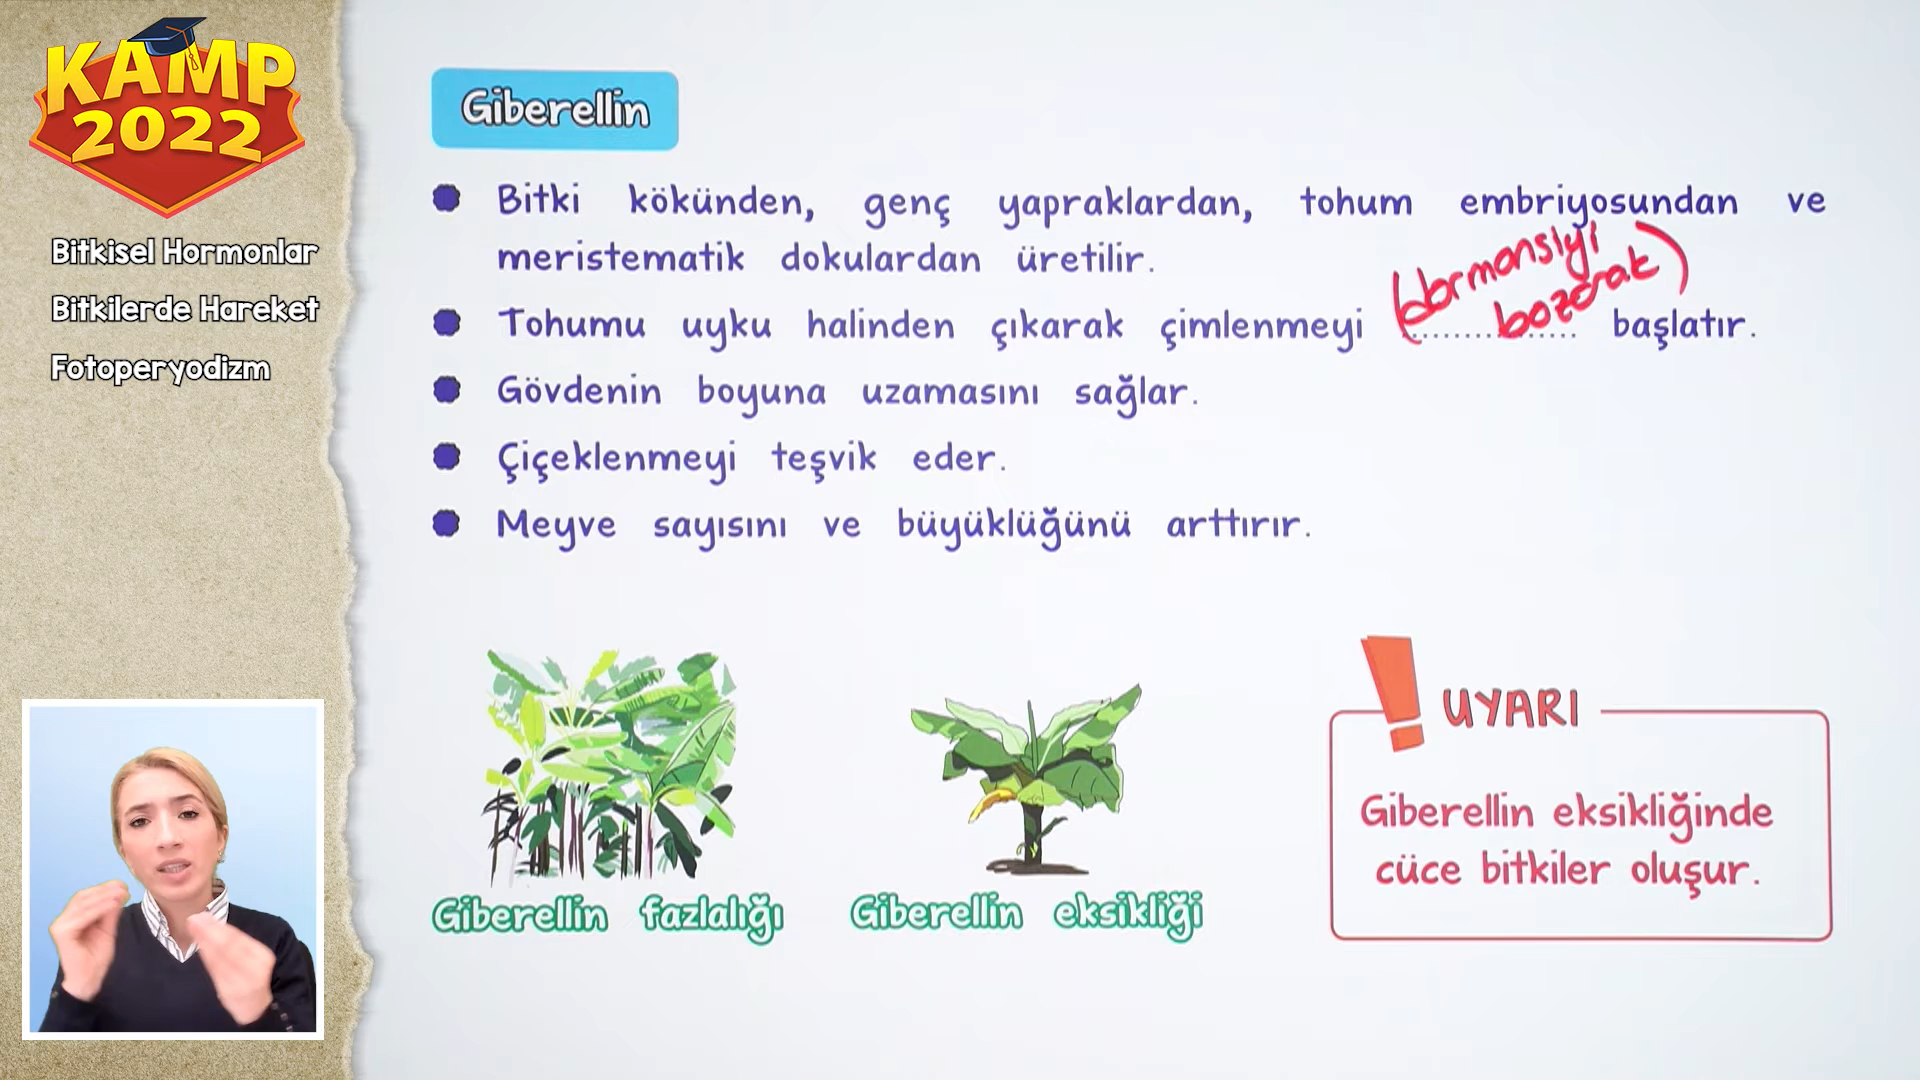 KAMP
2022
Bitkisel Hormonlar
Bitkilerde Hareket
Fotoperyodizm
Giberellin
Bitki kökünden, genç yapraklardan, tohum embriyosundan ve
meristematik dokulardan üretilir.
(dormansiyi
bozarak)
Tohumu uyku halinden çıkarak çimlenmeyi .................. başlatır.
Gövdenin boyuna uzamasını sağlar.
Çiçeklenmeyi teşvik eder.
Meyve sayısını ve büyüklüğünü arttırır.
Giberellin fazlalığı
Giberellin eksikliği
UYARI
Giberellin eksikliğinde
cüce bitkiler oluşur.